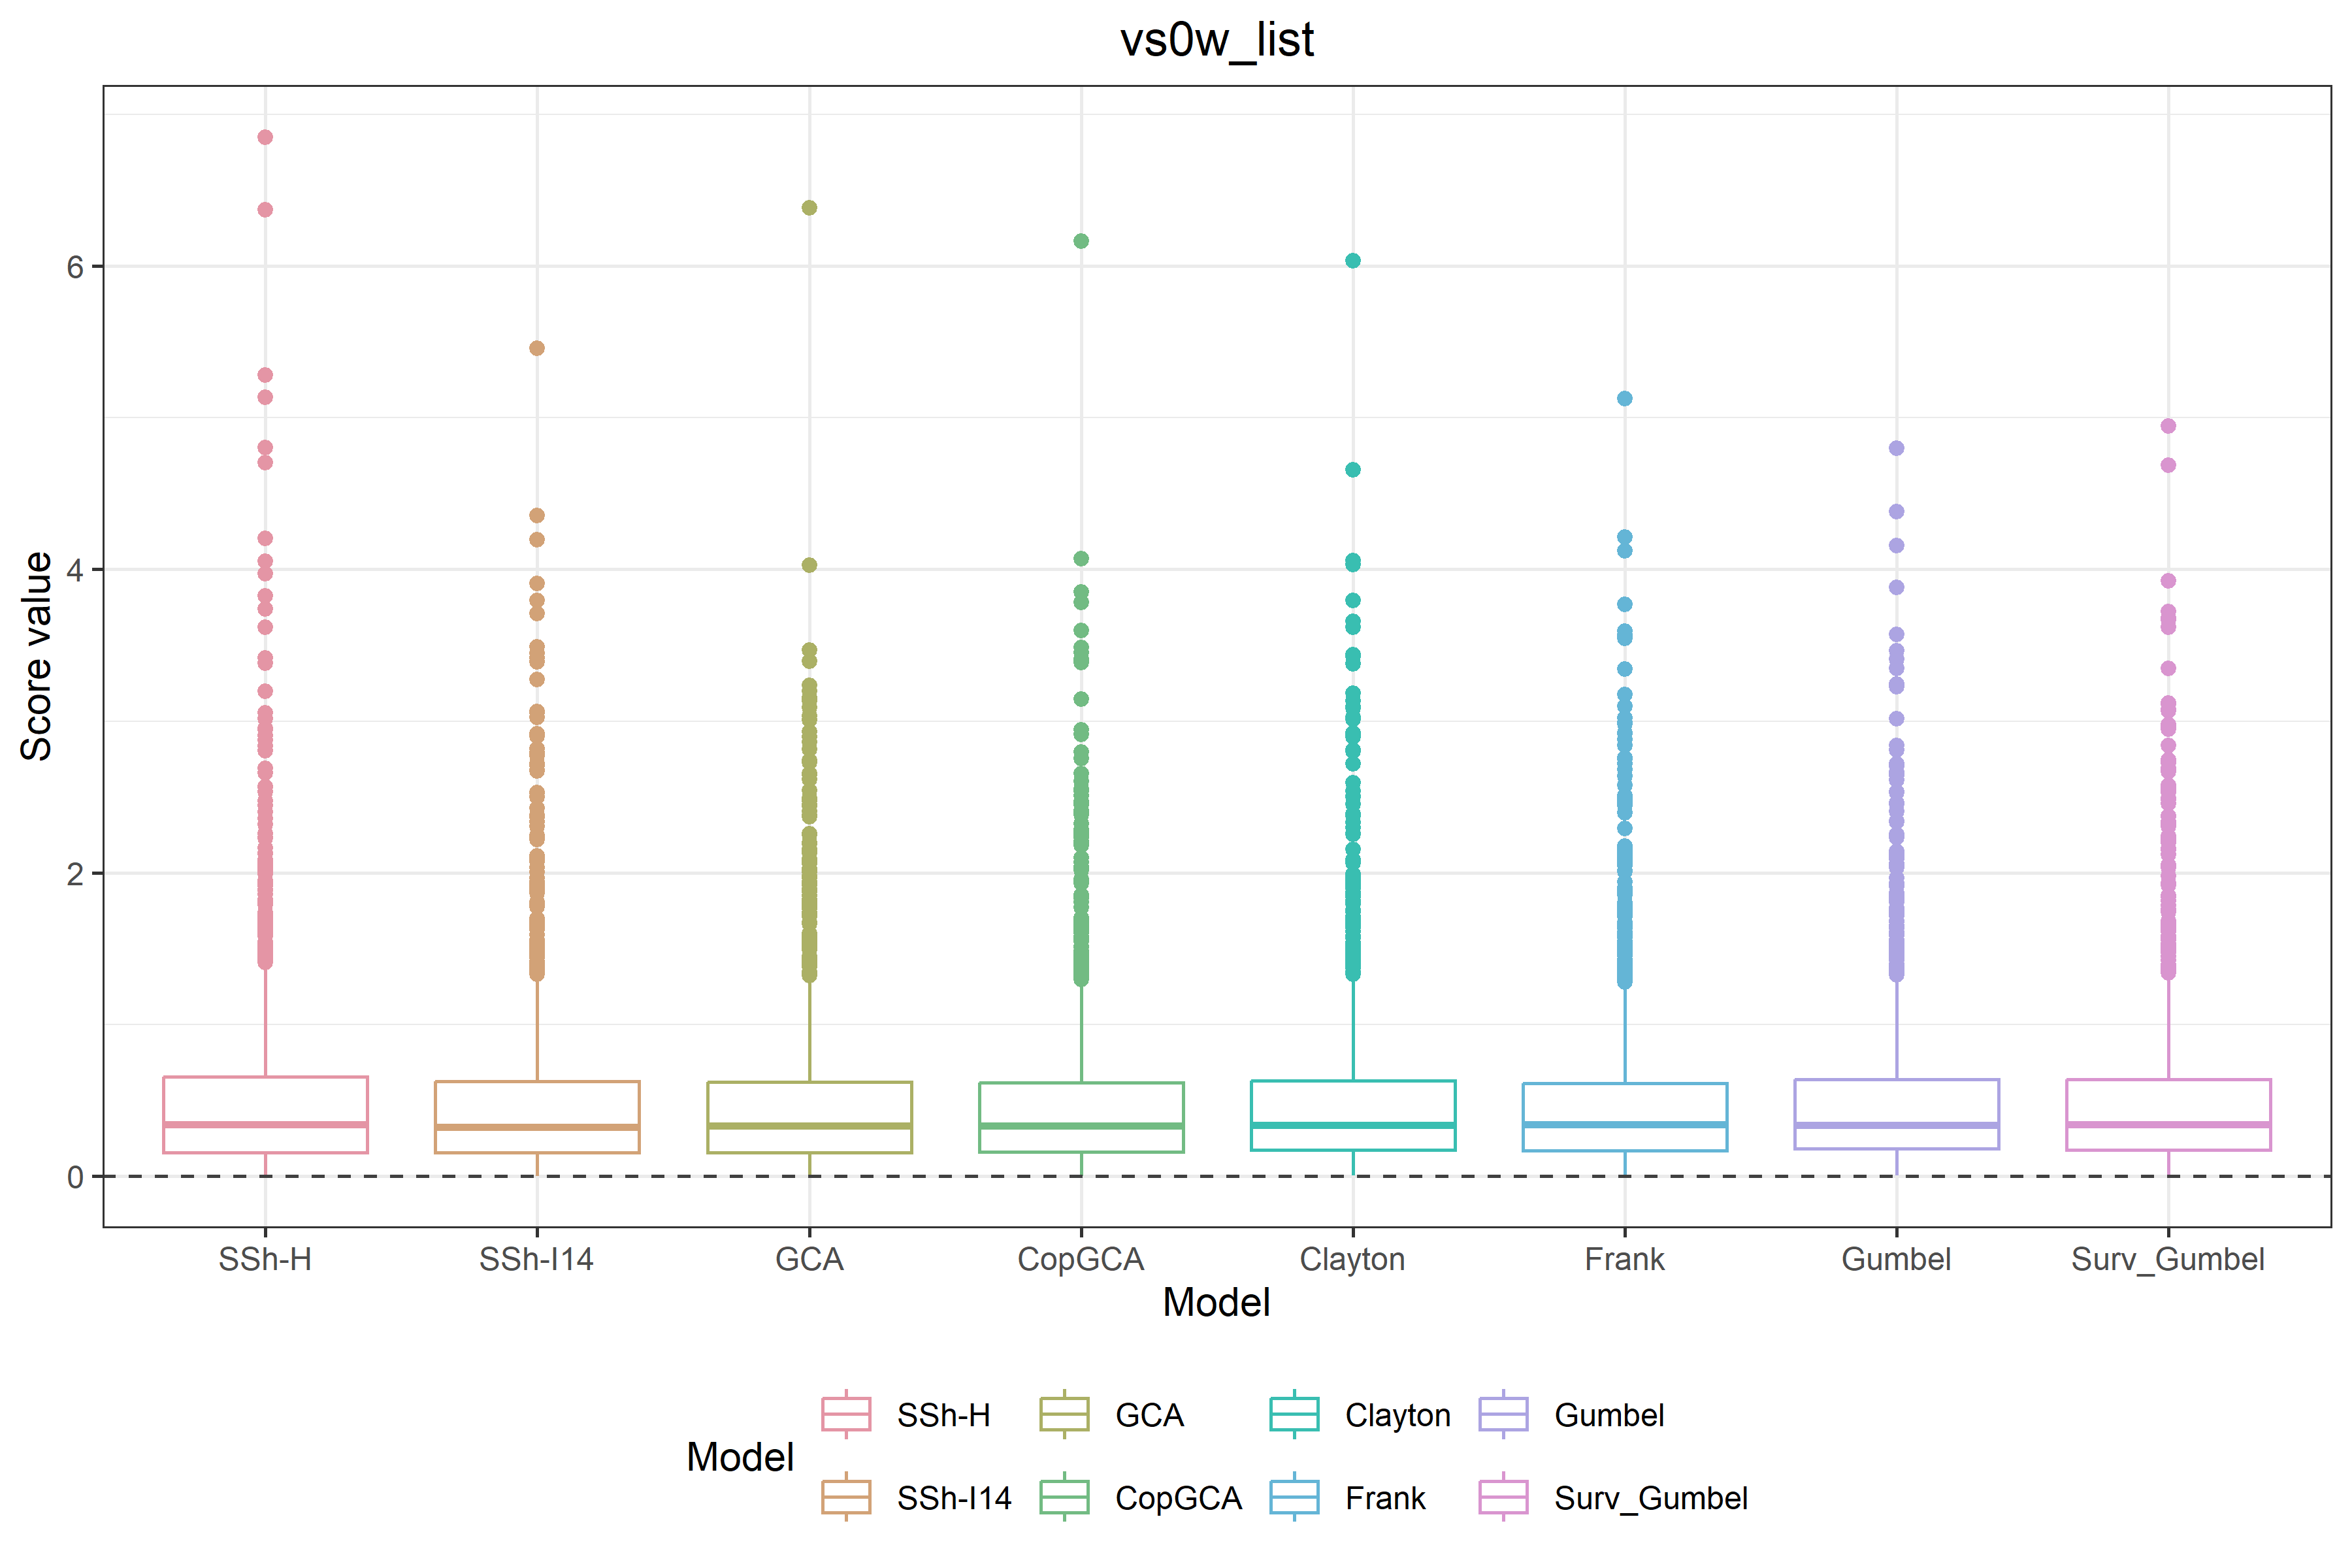 vs0w_list
Score value
6
4
2
0
SSh-H SSh-I14 GCA CopGCA Clayton Frank Gumbel Surv_Gumbel
Model
Model
SSh-H GCA Clayton Gumbel
SSh-I14 CopGCA Frank Surv_Gumbel